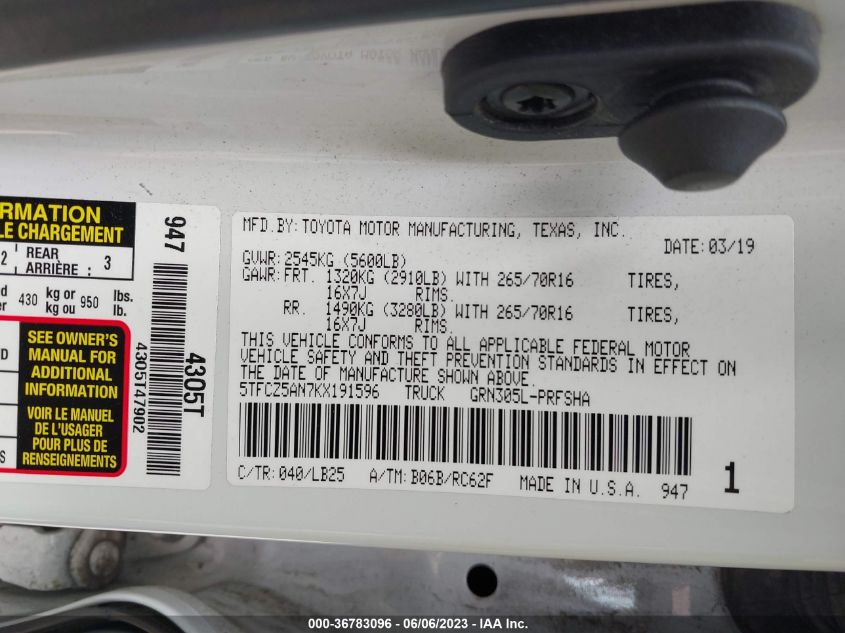 RMATION
LE CHARGEMENT
2 REAR
ARRIÈRE : 3
430 kg or 950 lbs.
kg ou lb.
SEE OWNER'S
MANUAL FOR
ADDITIONAL
INFORMATION
VOIR LE MANUEL
DE L'USAGER
POUR PLUS DE
RENSEIGNEMENTS
947
4305T
4305T47902
MFD.BY:TOYOTA MOTOR MANUFACTURING, TEXAS, INC.
DATE:03/19
GVWR:2545KG (5600LB)
GAWR:FRT. 1320KG (2910LB) WITH 265/70R16 TIRES,
16X7J RIMS.
RR. 1490KG (3280LB) WITH 265/70R16 TIRES,
16X7J RIMS.
THIS VEHICLE CONFORMS TO ALL APPLICABLE FEDERAL MOTOR
VEHICLE SAFETY AND THEFT PREVENTION STANDARDS IN EFFECT ON
THE DATE OF MANUFACTURE SHOWN ABOVE.
5TFCZ5AN7KX191596 TRUCK GRN305L-PRFSHA
C/TR:040/LB25 A/TM:B06B/RC62F MADE IN U.S.A. 947 1
000-36783096 - 06/06/2023 - IAA Inc.